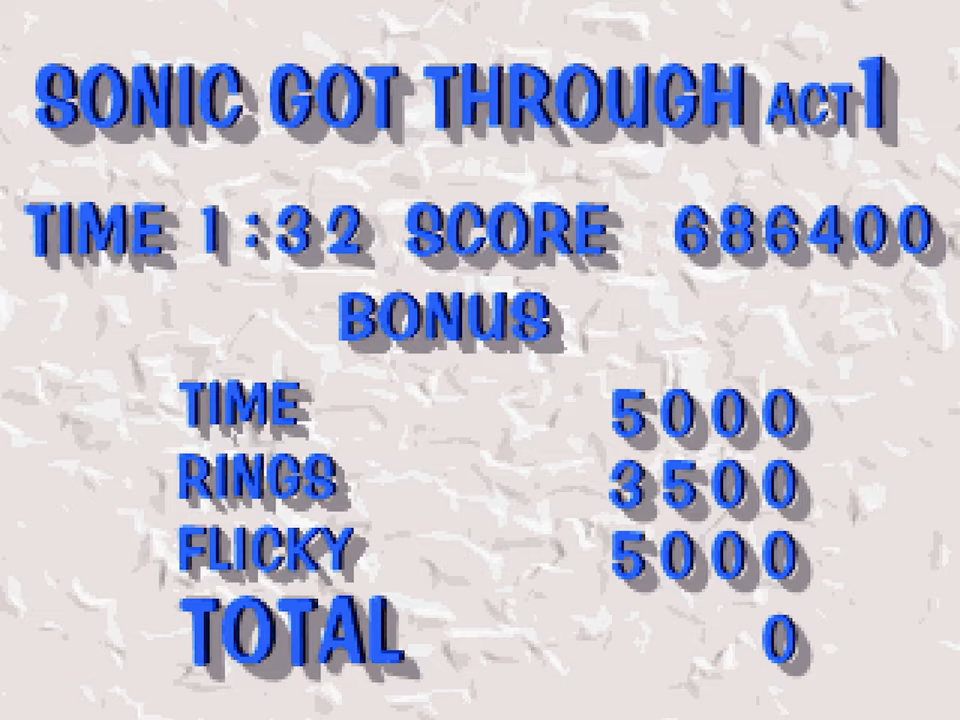 SONIC GOT THROUGH ACT 1
TIME 1:32 SCORE 686400
BONUS
TIME 5000
RINGS 3500
FLICKY 5000
TOTAL 0